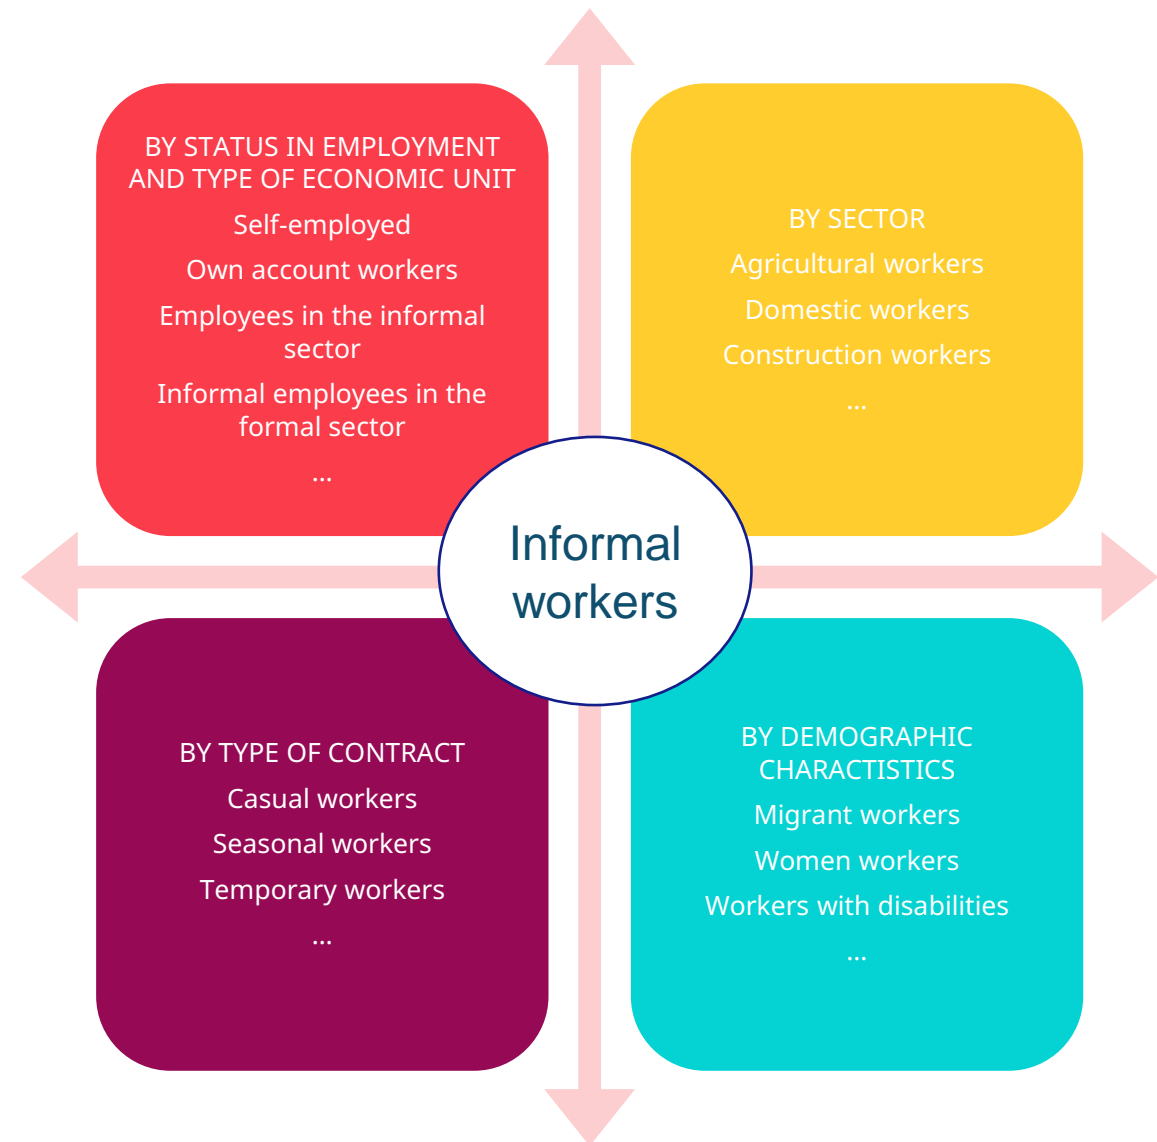 BY STATUS IN EMPLOYMENT
AND TYPE OF ECONOMIC UNIT
Self-employed
Own account workers
Employees in the informal
sector
Informal employees in the
formal sector
...
BY SECTOR
Agricultural workers
Domestic workers
Construction workers
...
Informal
workers
BY TYPE OF CONTRACT
Casual workers
Seasonal workers
Temporary workers
...
BY DEMOGRAPHIC
CHARACTISTICS
Migrant workers
Women workers
Workers with disabilities
...